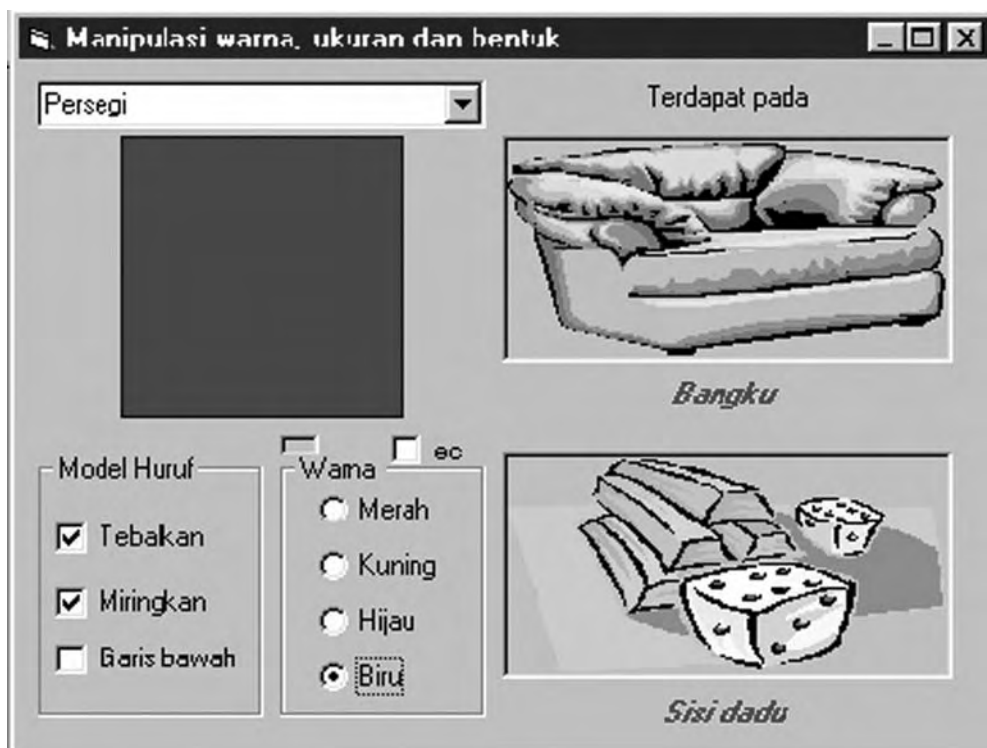 Manipulasi warna, ukuran dan bentuk
Persegi
Terdapat pada
Bangku
ec
Model Huruf
Tebalkan
Miringkan
Garis bawah
Warna
Merah
Kuning
Hijau
Biru
Sisi dadu